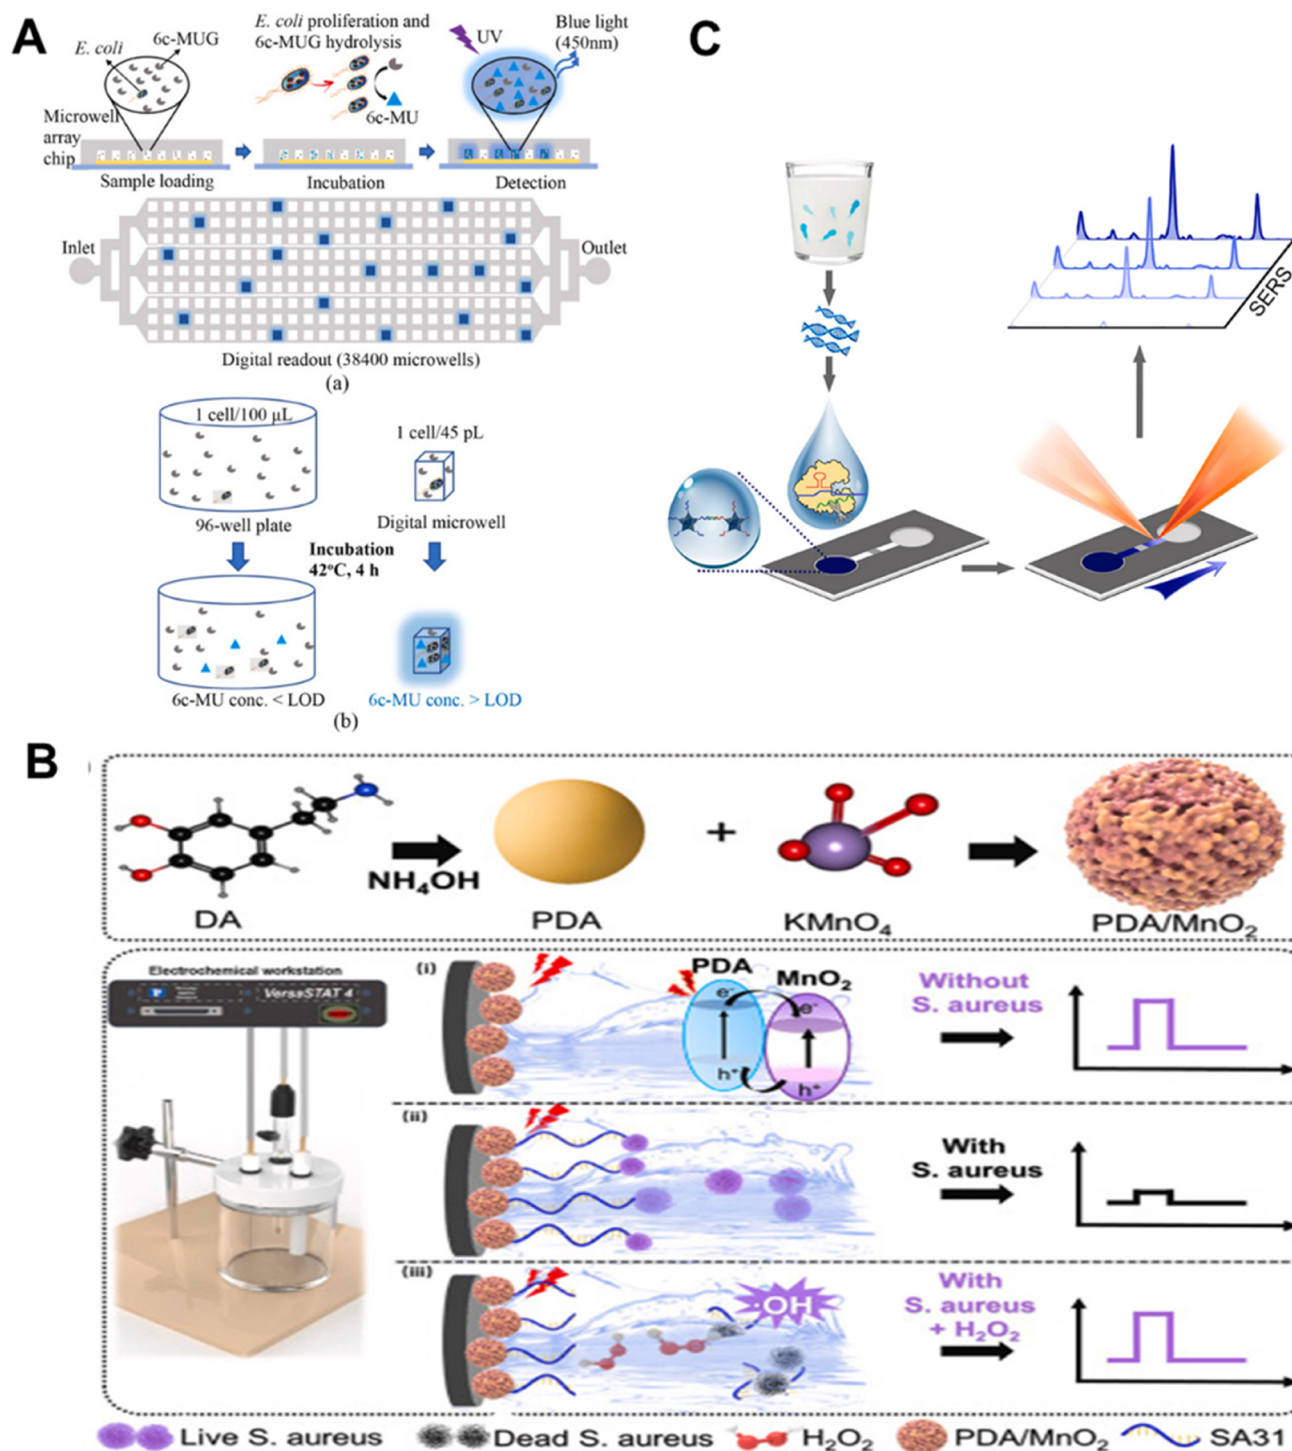 A
E. coli
6c-MUG
E. coli proliferation and
6c-MUG hydrolysis
6c-MU
UV
Blue light
(450nm)
Microwell
array
chip
Sample loading
Incubation
Detection
Inlet
Outlet
Digital readout (38400 microwells)
(a)
1 cell/100 µL
1 cell/45 pL
96-well plate
Digital microwell
Incubation
42°C, 4 h
6c-MU conc. < LOD
6c-MU conc. > LOD
(b)
C
SERS
B
DA
NH₄OH
PDA
+
KMnO₄
PDA/MnO₂
Electrochemical workstation
VersaSTAT 4
(i)
PDA
MnO₂
e⁻
e⁻
h⁺
h⁺
Without
S. aureus
(ii)
With
S. aureus
(iii)
·OH
With
S. aureus
+ H₂O₂
Live S. aureus
Dead S. aureus
H₂O₂
PDA/MnO₂
SA31